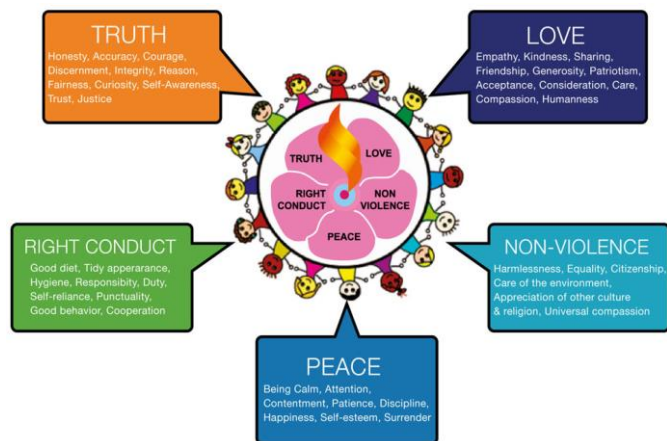 TRUTH
Honesty, Accuracy, Courage,
Discernment, Integrity, Reason,
Fairness, Curiosity, Self-Awareness,
Trust, Justice
LOVE
Empathy, Kindness, Sharing,
Friendship, Generosity, Patriotism,
Acceptance, Consideration, Care,
Compassion, Humanness
TRUTH
LOVE
RIGHT
CONDUCT
NON
VIOLENCE
PEACE
RIGHT CONDUCT
Good diet, Tidy apperarance,
Hygiene, Responsibity, Duty,
Self-reliance, Punctuality,
Good behavior, Cooperation
NON-VIOLENCE
Harmlessness, Equality, Citizenship,
Care of the environment,
Appreciation of other culture
& religion, Universal compassion
PEACE
Being Calm, Attention,
Contentment, Patience, Discipline,
Happiness, Self-esteem, Surrender